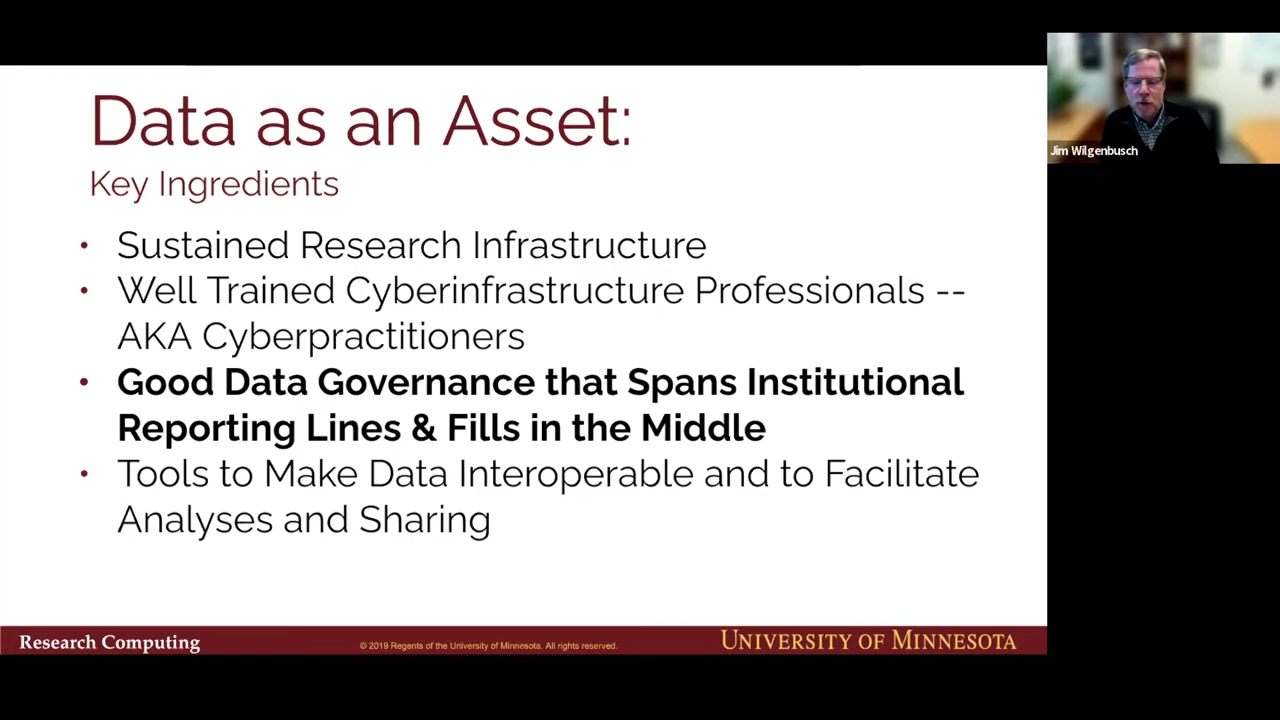 Data as an Asset:
Key Ingredients
• Sustained Research Infrastructure
• Well Trained Cyberinfrastructure Professionals --
AKA Cyberpractitioners
• Good Data Governance that Spans Institutional
Reporting Lines & Fills in the Middle
• Tools to Make Data Interoperable and to Facilitate
Analyses and Sharing
Research Computing
© 2019 Regents of the University of Minnesota. All rights reserved.
UNIVERSITY OF MINNESOTA
Jim Wilgenbusch